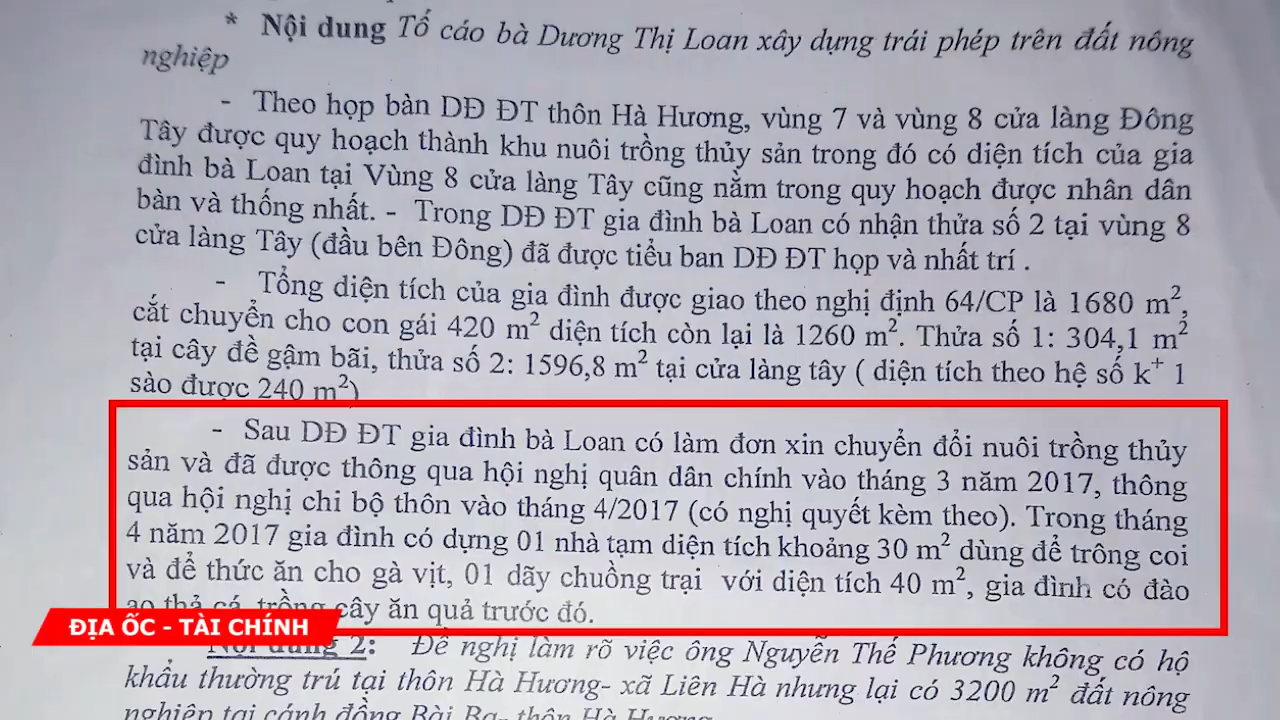 * Nội dung Tố cáo bà Dương Thị Loan xây dựng trái phép trên đất nông
nghiệp
- Theo họp bàn DĐ ĐT thôn Hà Hương, vùng 7 và vùng 8 cửa làng Đông
Tây được quy hoạch thành khu nuôi trồng thủy sản trong đó có diện tích của gia
đình bà Loan tại Vùng 8 cửa làng Tây cũng nằm trong quy hoạch được nhân dân
bàn và thống nhất. - Trong DĐ ĐT gia đình bà Loan có nhận thửa số 2 tại vùng 8
cửa làng Tây (đầu bên Đông) đã được tiểu ban DĐ ĐT họp và nhất trí .
- Tổng diện tích của gia đình được giao theo nghị định 64/CP là 1680 m²,
cắt chuyển cho con gái 420 m² diện tích còn lại là 1260 m². Thửa số 1: 304,1 m²
tại cây đề gậm bãi, thửa số 2: 1596,8 m² tại cửa làng tây ( diện tích theo hệ số k⁺ 1
sào được 240 m²)
- Sau DĐ ĐT gia đình bà Loan có làm đơn xin chuyển đổi nuôi trồng thủy
sản và đã được thông qua hội nghị quân dân chính vào tháng 3 năm 2017, thông
qua hội nghị chi bộ thôn vào tháng 4/2017 (có nghị quyết kèm theo). Trong tháng
4 năm 2017 gia đình có dựng 01 nhà tạm diện tích khoảng 30 m² dùng để trông coi
và để thức ăn cho gà vịt, 01 dãy chuồng trại với diện tích 40 m², gia đình có đào
ao thả cá, trồng cây ăn quả trước đó.
ĐỊA ỐC - TÀI CHÍNH
Nội dung 2: Đề nghị làm rõ việc ông Nguyễn Thế Phương không có hộ
khẩu thường trú tại thôn Hà Hương- xã Liên Hà nhưng lại có 3200 m² đất nông
nghiệp tại cánh đồng Bài Ba- thôn Hà Hương